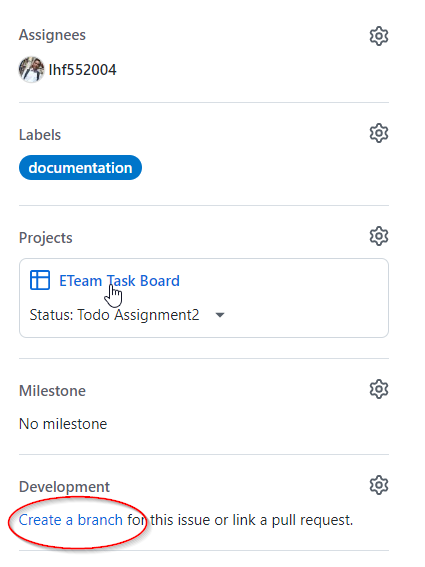 Assignees
lhf552004
Labels
documentation
Projects
ETeam Task Board
Status: Todo Assignment2
Milestone
No milestone
Development
Create a branch for this issue or link a pull request.